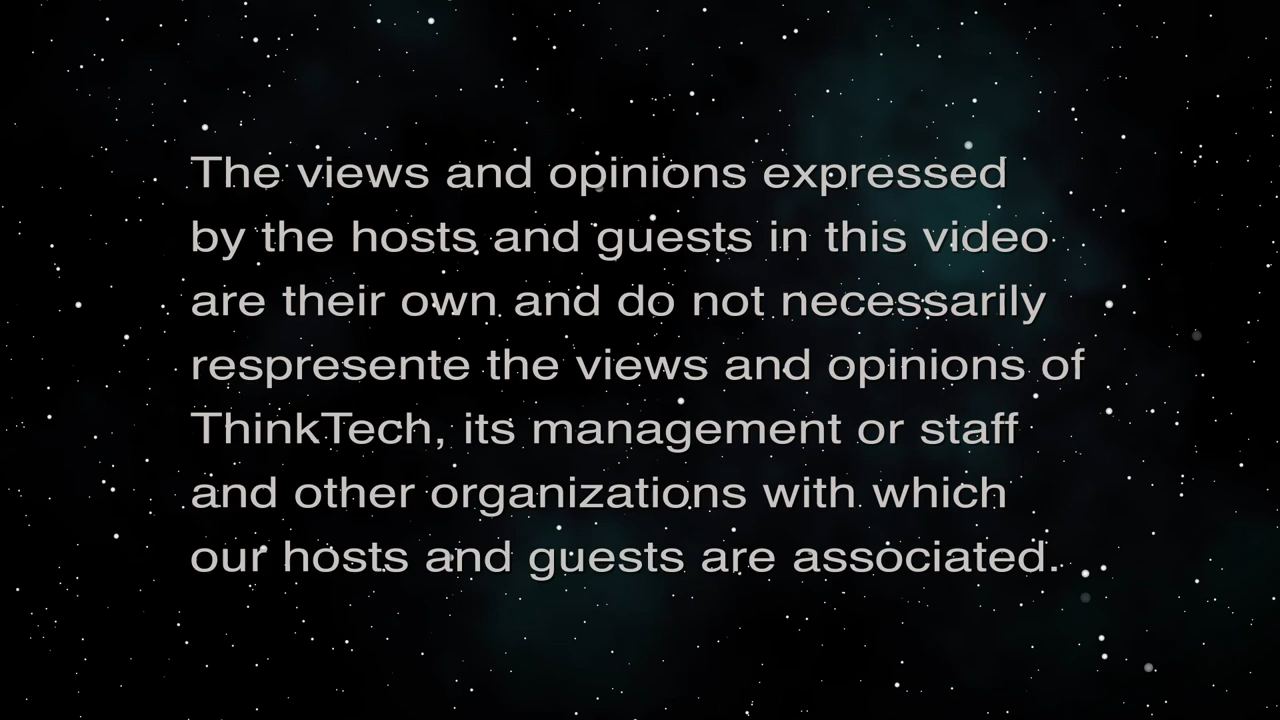 The views and opinions expressed
by the hosts and guests in this video
are their own and do not necessarily
respresente the views and opinions of
ThinkTech, its management or staff
and other organizations with which
our hosts and guests are associated.